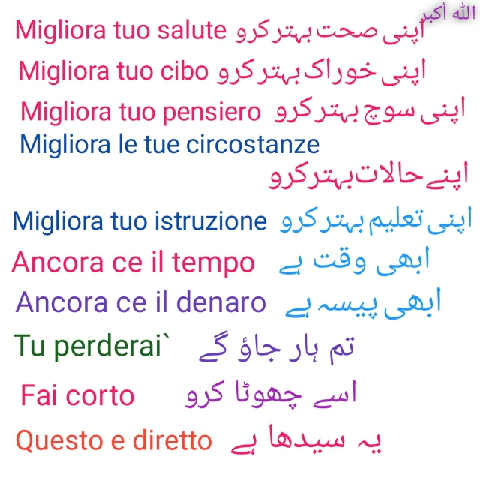 الله أكبر
Migliora tuo salute اپنی صحت بہتر کرو
Migliora tuo cibo اپنی خوراک بہتر کرو
Migliora tuo pensiero اپنی سوچ بہتر کرو
Migliora le tue circostanze
اپنے حالات بہتر کرو
Migliora tuo istruzione اپنی تعلیم بہتر کرو
Ancora ce il tempo ابھی وقت ہے
Ancora ce il denaro ابھی پیسہ ہے
Tu perderai` تم ہار جاؤ گے
Fai corto اسے چھوٹا کرو
Questo e diretto یہ سیدھا ہے